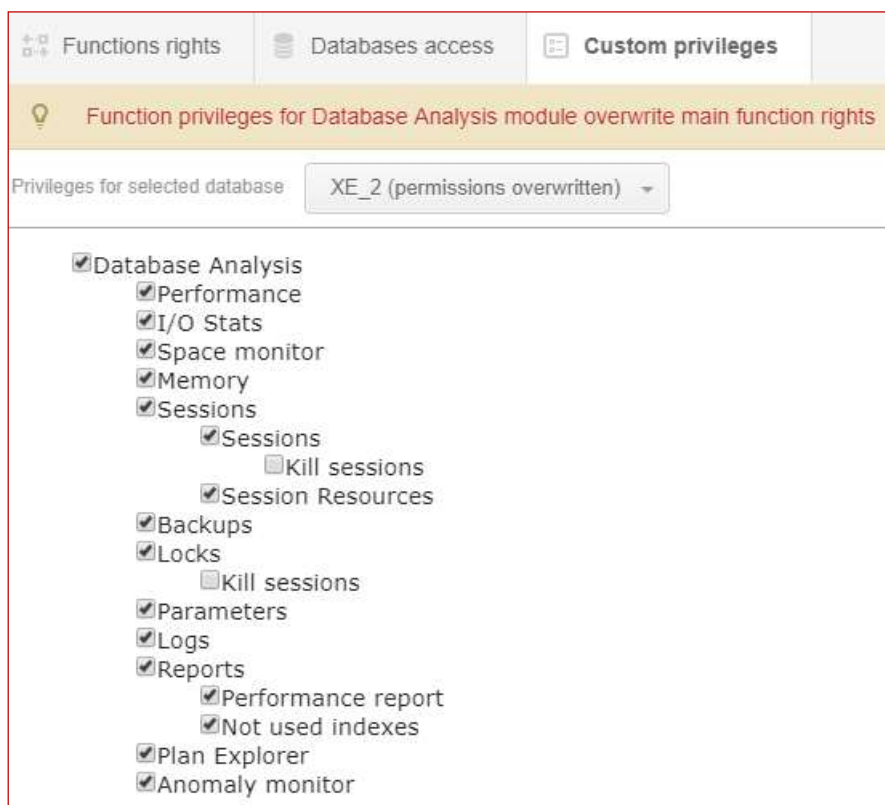 Functions rights Databases access Custom privileges
Function privileges for Database Analysis module overwrite main function rights
Privileges for selected database XE_2 (permissions overwritten)
Database Analysis
Performance
I/O Stats
Space monitor
Memory
Sessions
Sessions
Kill sessions
Session Resources
Backups
Locks
Kill sessions
Parameters
Logs
Reports
Performance report
Not used indexes
Plan Explorer
Anomaly monitor